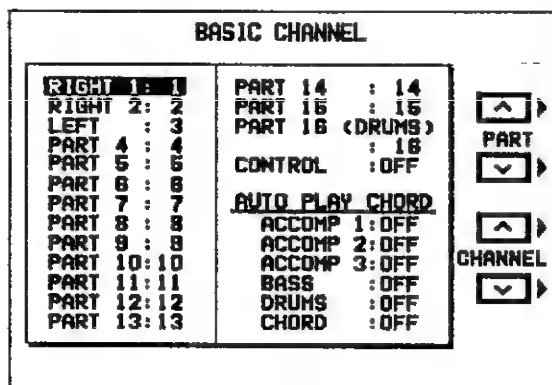 BASIC CHANNEL
RIGHT 1: 1
RIGHT 2: 2
LEFT : 3
PART 4 : 4
PART 5 : 5
PART 6 : 6
PART 7 : 7
PART 8 : 8
PART 9 : 9
PART 10:10
PART 11:11
PART 12:12
PART 13:13
PART 14 : 14
PART 15 : 15
PART 16 (DRUMS)
: 16
CONTROL :OFF
AUTO PLAY CHORD
ACCOMP 1:OFF
ACCOMP 2:OFF
ACCOMP 3:OFF
BASS :OFF
DRUMS :OFF
CHORD :OFF
PART
CHANNEL